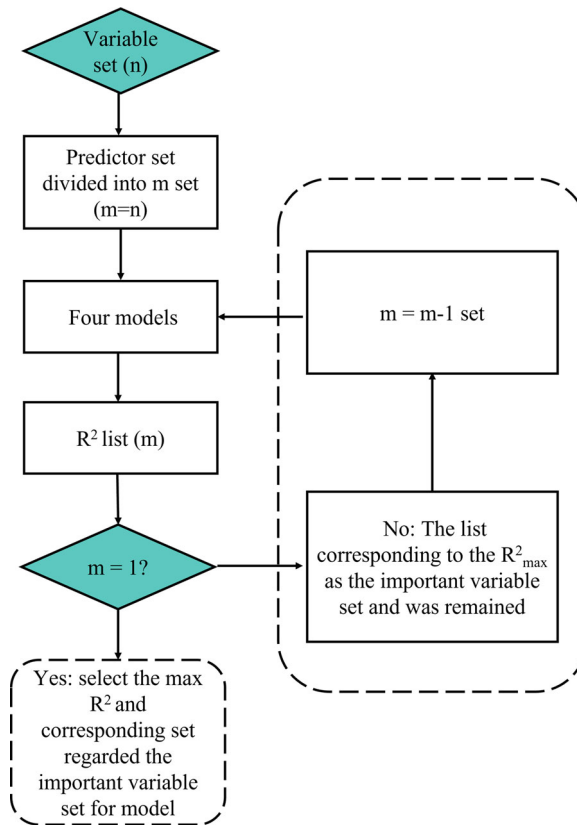 Variable
set (n)
Predictor set
divided into m set
(m=n)
Four models
m = m-1 set
R² list (m)
m = 1?
No: The list
corresponding to the R²max
as the important variable
set and was remained
Yes: select the max
R² and
corresponding set
regarded the
important variable
set for model